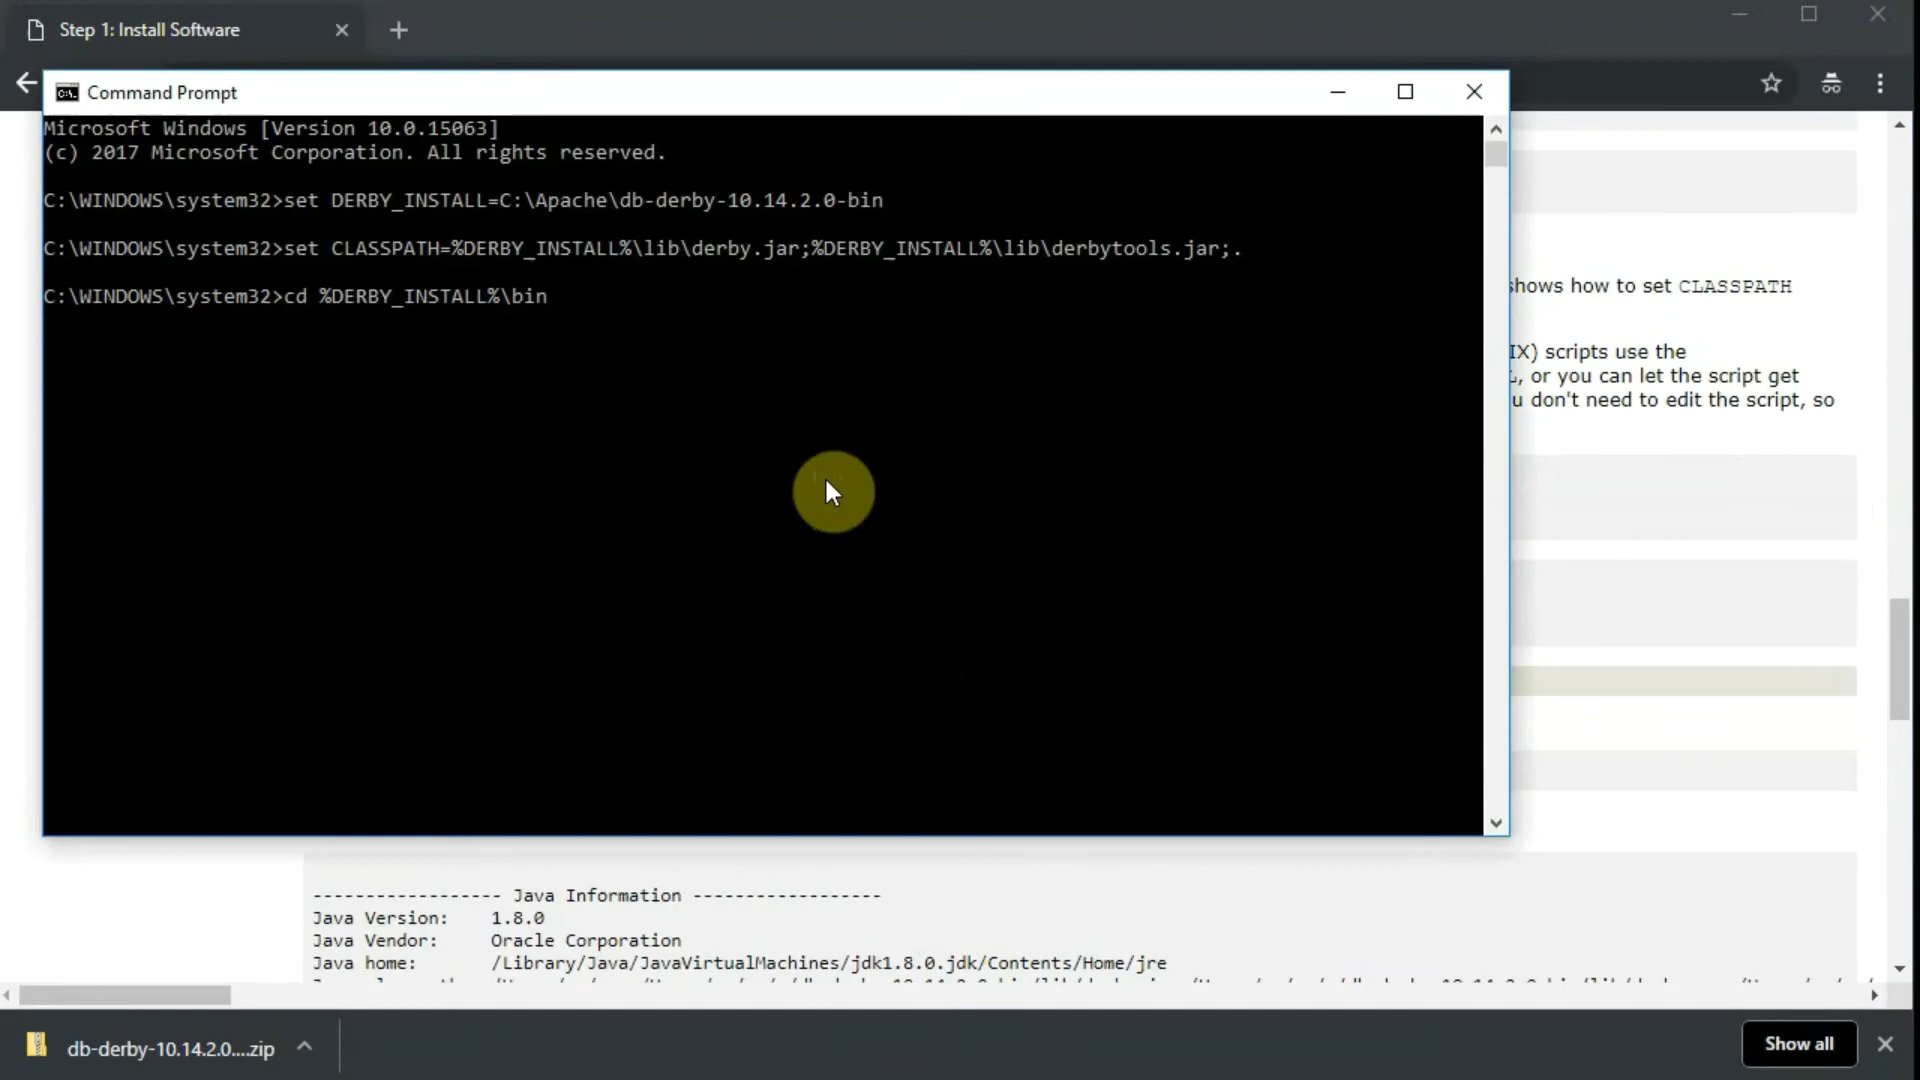 Step 1: Install Software
Command Prompt
Microsoft Windows [Version 10.0.15063]
(c) 2017 Microsoft Corporation. All rights reserved.
C:\WINDOWS\system32>set DERBY_INSTALL=C:\Apache\db-derby-10.14.2.0-bin
C:\WINDOWS\system32>set CLASSPATH=%DERBY_INSTALL%\lib\derby.jar;%DERBY_INSTALL%\lib\derbytools.jar;.
C:\WINDOWS\system32>cd %DERBY_INSTALL%\bin
shows how to set CLASSPATH
IX) scripts use the
, or you can let the script get
u don't need to edit the script, so
------------------ Java Information ------------------
Java Version: 1.8.0
Java Vendor: Oracle Corporation
Java home: /Library/Java/JavaVirtualMachines/jdk1.8.0.jdk/Contents/Home/jre
db-derby-10.14.2.0....zip
Show all